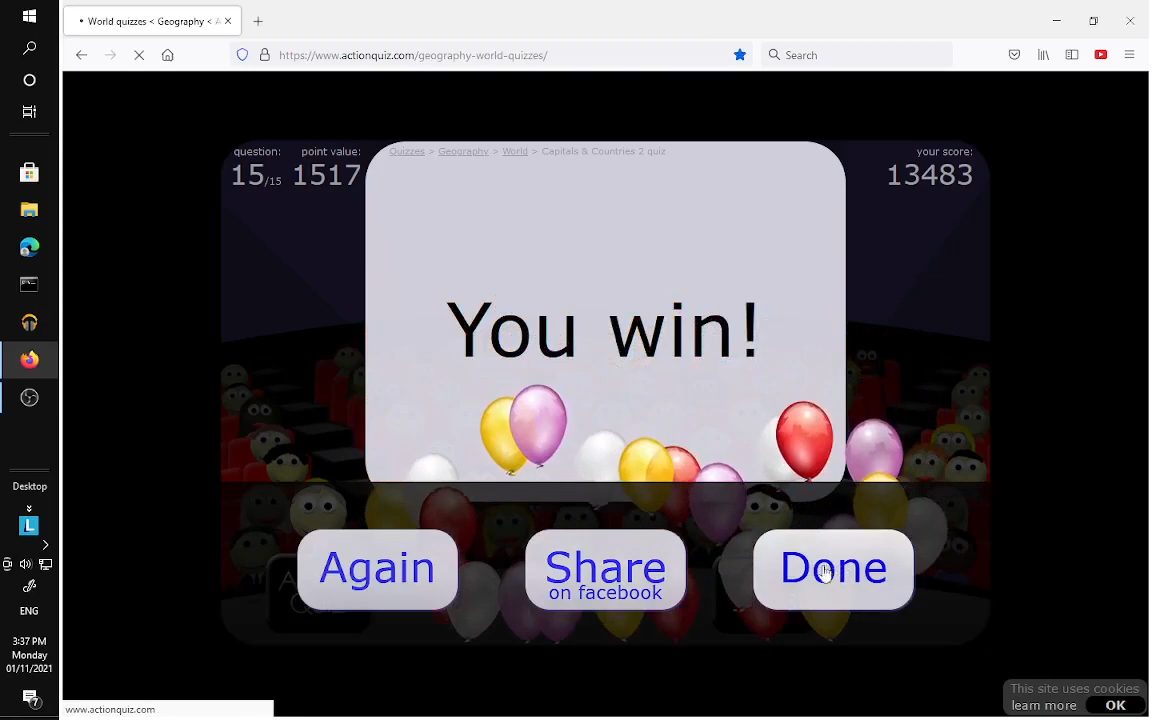 World quizzes < Geography < A
https://www.actionquiz.com/geography-world-quizzes/
Search
question:
point value:
15/15
1517
Quizzes > Geography > World > Capitals & Countries 2 quiz
your score:
13483
You win!
Again
Share
on facebook
Done
Desktop
L
ENG
3:37 PM
Monday
01/11/2021
7
www.actionquiz.com
This site uses cookies
learn more
OK